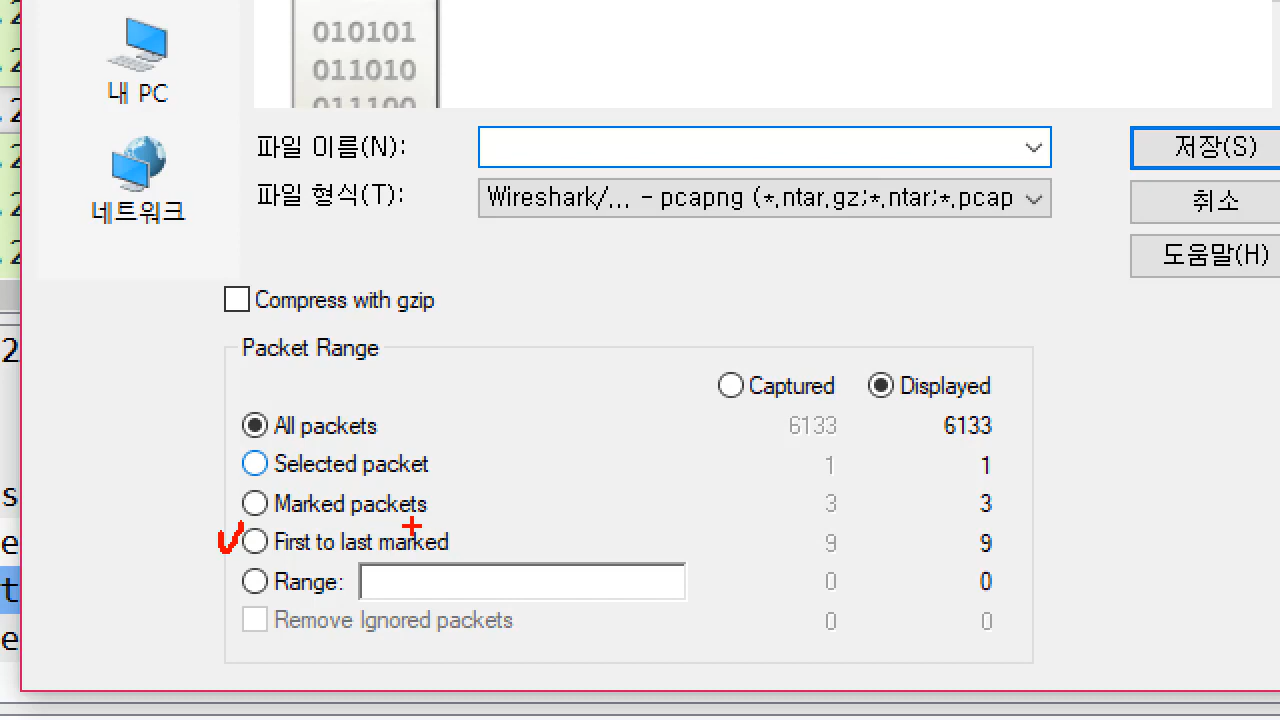 010101
011010
011100
내 PC
네트워크
파일 이름(N):
저장(S)
파일 형식(T):
Wireshark/... - pcapng (*.ntar.gz;*.ntar;*.pcap
취소
도움말(H)
Compress with gzip
Packet Range
Captured Displayed
All packets 6133 6133
Selected packet 1 1
Marked packets 3 3
First to last marked 9 9
Range: 0 0
Remove Ignored packets 0 0